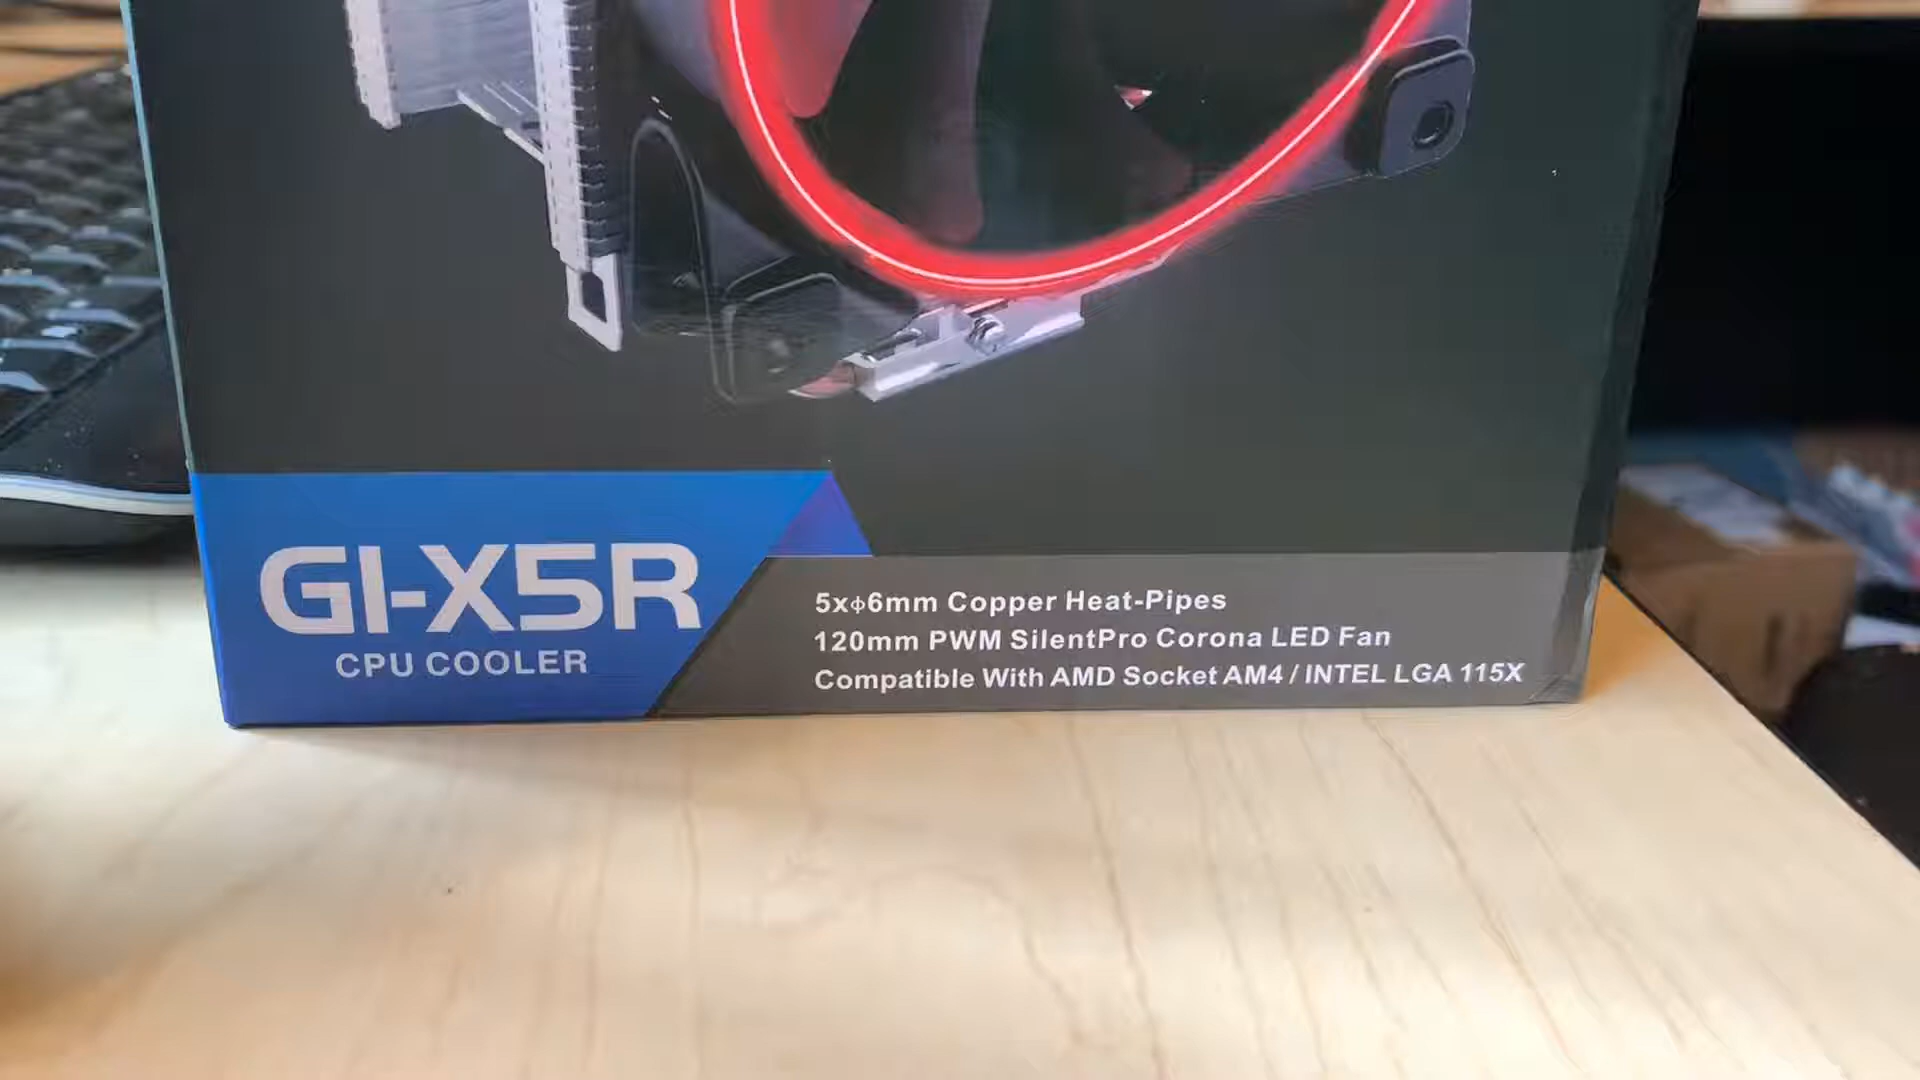 GI-X5R
CPU COOLER
5xф6mm Copper Heat-Pipes
120mm PWM SilentPro Corona LED Fan
Compatible With AMD Socket AM4 / INTEL LGA 115X